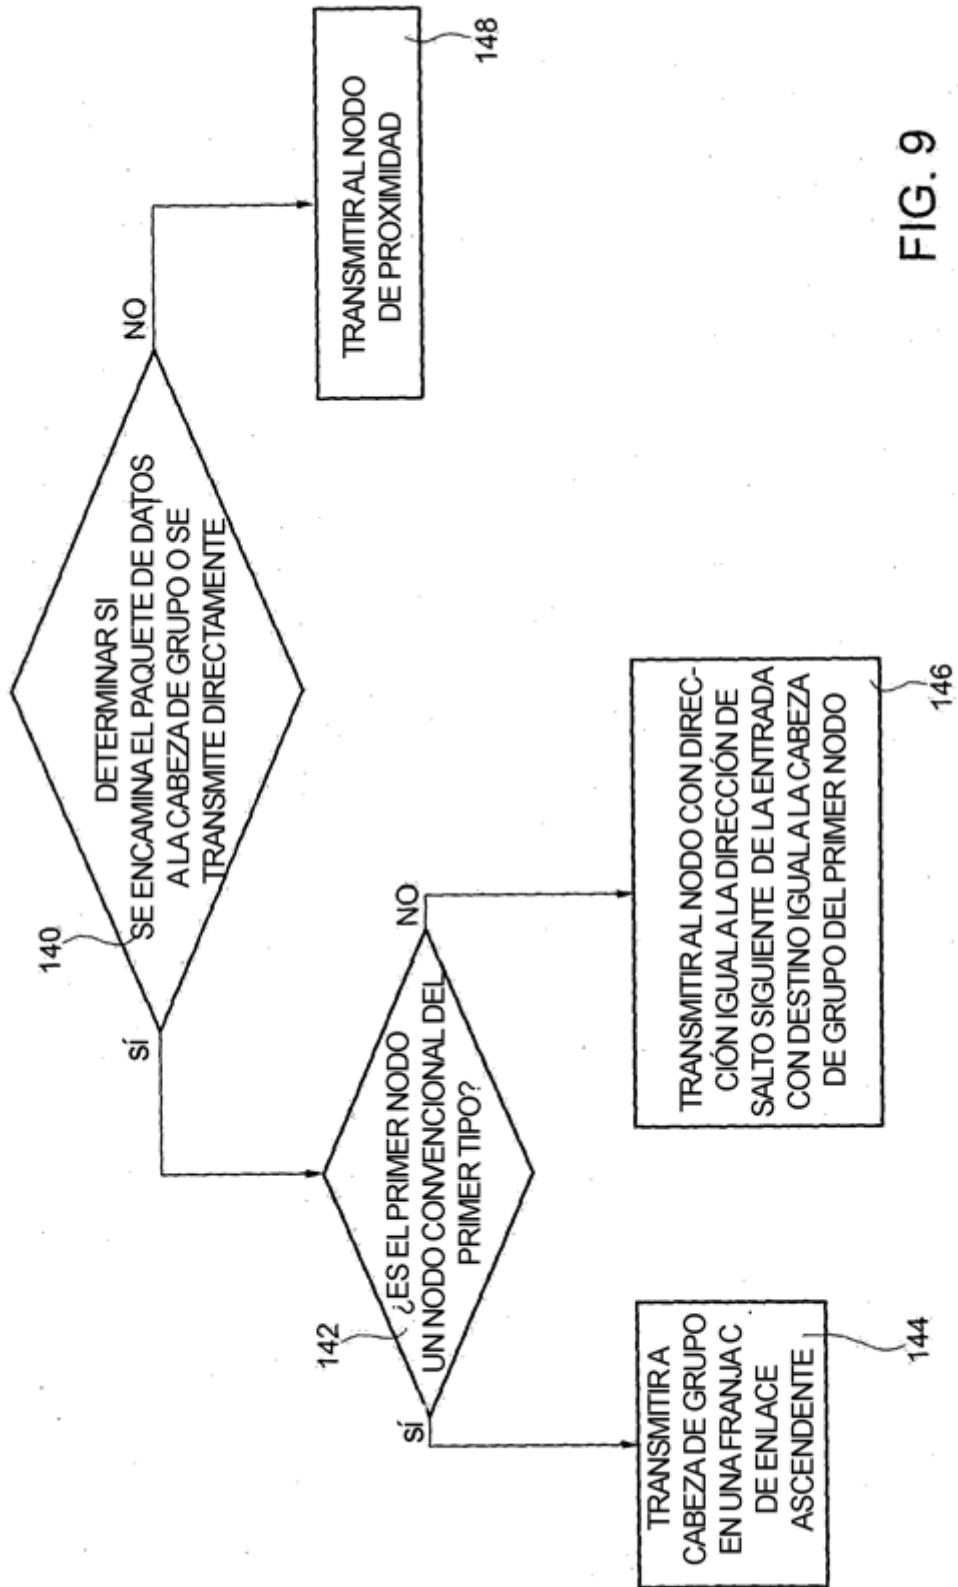 DETERMINAR SI
SE ENCAMINA EL PAQUETE DE DATOS
A LA CABEZA DE GRUPO O SE
TRANSMITE DIRECTAMENTE
140
SÍ
NO
¿ES EL PRIMER NODO
UN NODO CONVENCIONAL DEL
PRIMER TIPO?
142
SÍ
NO
TRANSMITIR AL NODO
DE PROXIMIDAD
148
TRANSMITIR A
CABEZA DE GRUPO
EN UNA FRANJA C
DE ENLACE
ASCENDENTE
144
TRANSMITIR AL NODO CON DIREC-
CIÓN IGUAL A LA DIRECCIÓN DE
SALTO SIGUIENTE DE LA ENTRADA
CON DESTINO IGUAL A LA CABEZA
DE GRUPO DEL PRIMER NODO
146
FIG. 9